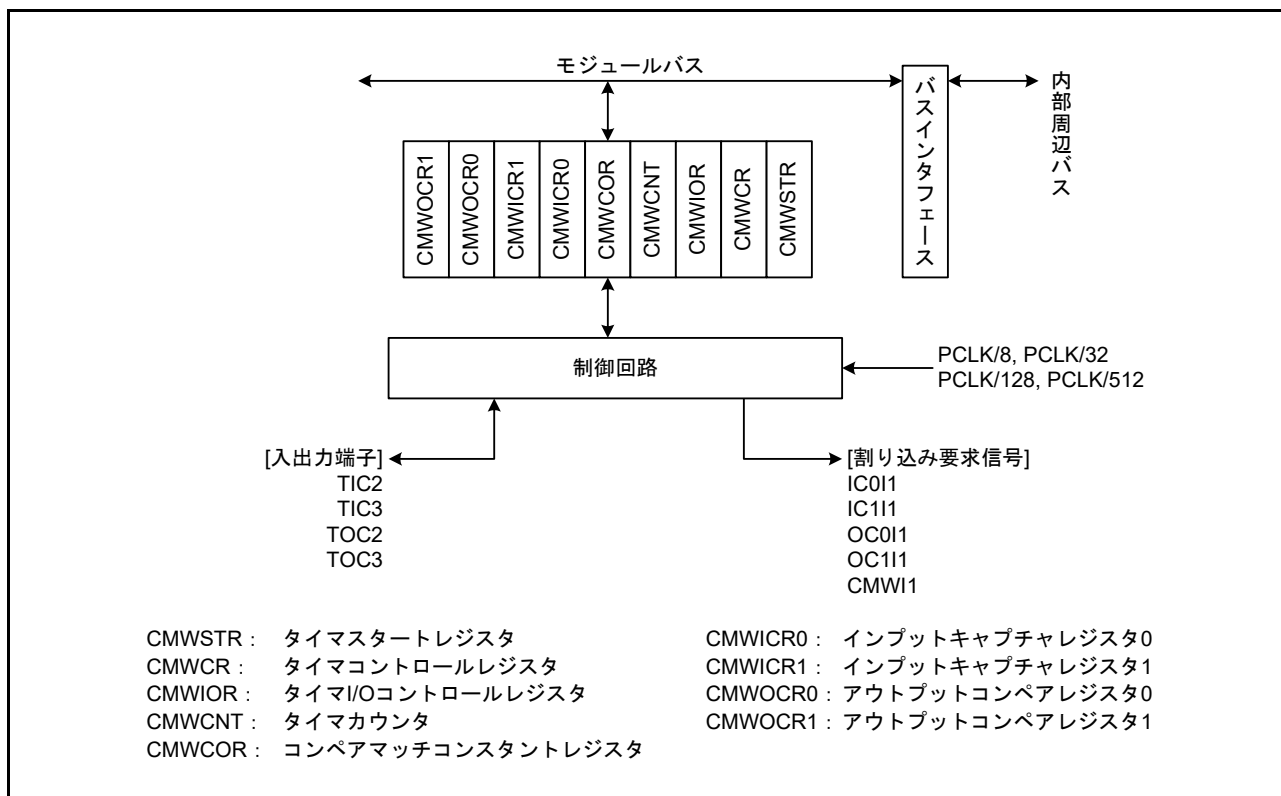 モジュールバス
バスインタフェース
内部周辺バス
CMWOCR1
CMWOCR0
CMWICR1
CMWICR0
CMWCOR
CMWCNT
CMWIOR
CMWCR
CMWSTR
制御回路
PCLK/8, PCLK/32
PCLK/128, PCLK/512
[入出力端子]
TIC2
TIC3
TOC2
TOC3
[割り込み要求信号]
IC0I1
IC1I1
OC0I1
OC1I1
CMWI1
CMWSTR : タイマスタートレジスタ
CMWCR : タイマコントロールレジスタ
CMWIOR : タイマI/Oコントロールレジスタ
CMWCNT : タイマカウンタ
CMWCOR : コンペアマッチコンスタントレジスタ
CMWICR0 : インプットキャプチャレジスタ0
CMWICR1 : インプットキャプチャレジスタ1
CMWOCR0 : アウトプットコンペアレジスタ0
CMWOCR1 : アウトプットコンペアレジスタ1